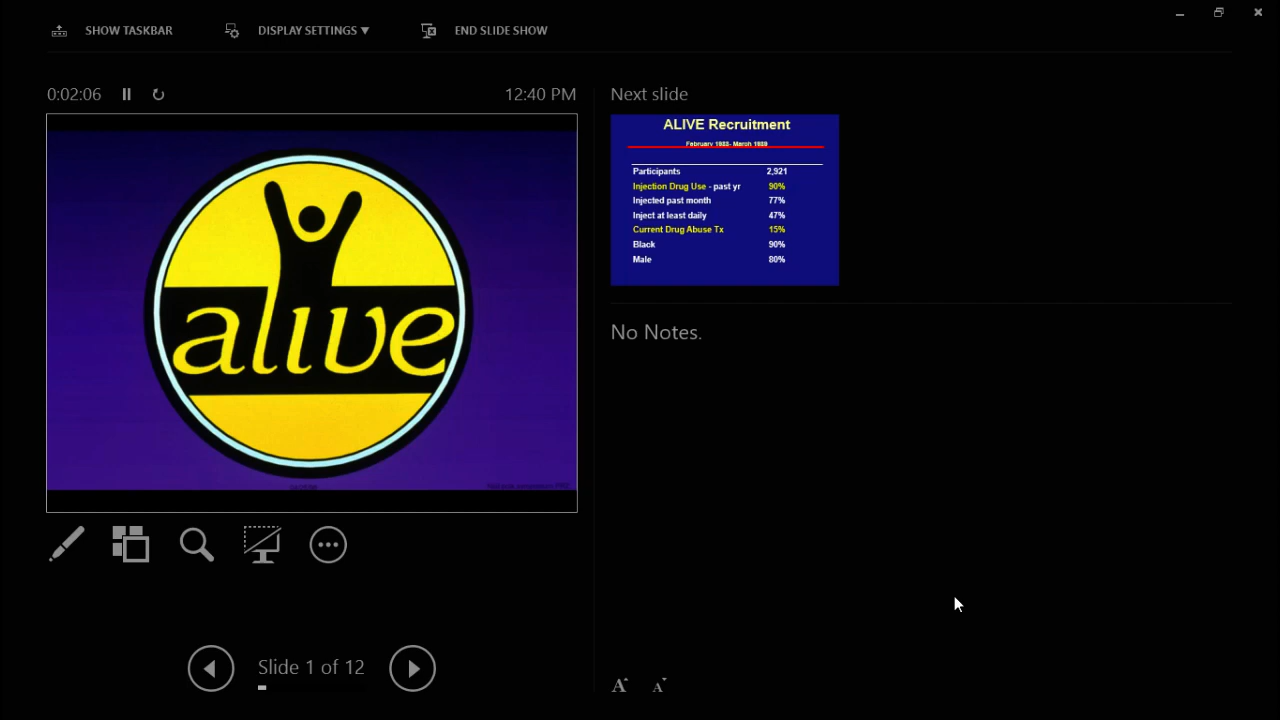 SHOW TASKBAR
DISPLAY SETTINGS ▼
END SLIDE SHOW
0:02:06
12:40 PM
alive
Slide 1 of 12
Next slide
ALIVE Recruitment
February 1988- March 1989
Participants 2,921
Injection Drug Use - past yr 90%
Injected past month 77%
Inject at least daily 47%
Current Drug Abuse Tx 15%
Black 90%
Male 80%
No Notes.
A A